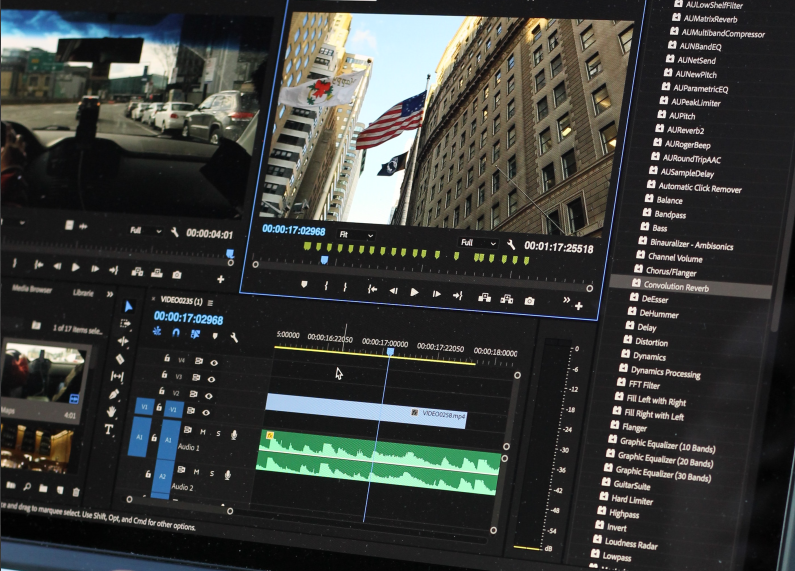 Full
00:00:04:01
00:00:17:02968
Fit
Full
00:01:17:25518
Media Browser
Librarie
1 of 17 items sele..
Maps
4:01
VIDEO0235 (1)
00:00:17:02968
:00000
00:00:16:22050
00:00:17:00000
00:00:17:22050
00:00:18:0000
V4
V3
V1
V2
V1
VIDEO0258.mp4
A1
A1
M
S
Audio 1
fx
A2
M
S
Audio 2
T
0
-6
-12
-18
-24
-30
-36
-42
-48
-54
dB
e and drag to marquee select. Use Shift, Opt, and Cmd for other options.
AULowShelfFilter
AUMatrixReverb
AUMultibandCompressor
AUNBandEQ
AUNetSend
AUNewPitch
AUParametricEQ
AUPeakLimiter
AUPitch
AUReverb2
AURogerBeep
AURoundTripAAC
AUSampleDelay
Automatic Click Remover
Balance
Bandpass
Bass
Binauralizer - Ambisonics
Channel Volume
Chorus/Flanger
Convolution Reverb
DeEsser
DeHummer
Delay
Distortion
Dynamics
Dynamics Processing
FFT Filter
Fill Left with Right
Fill Right with Left
Flanger
Graphic Equalizer (10 Bands)
Graphic Equalizer (20 Bands)
Graphic Equalizer (30 Bands)
GuitarSuite
Hard Limiter
Highpass
Invert
Loudness Radar
Lowpass